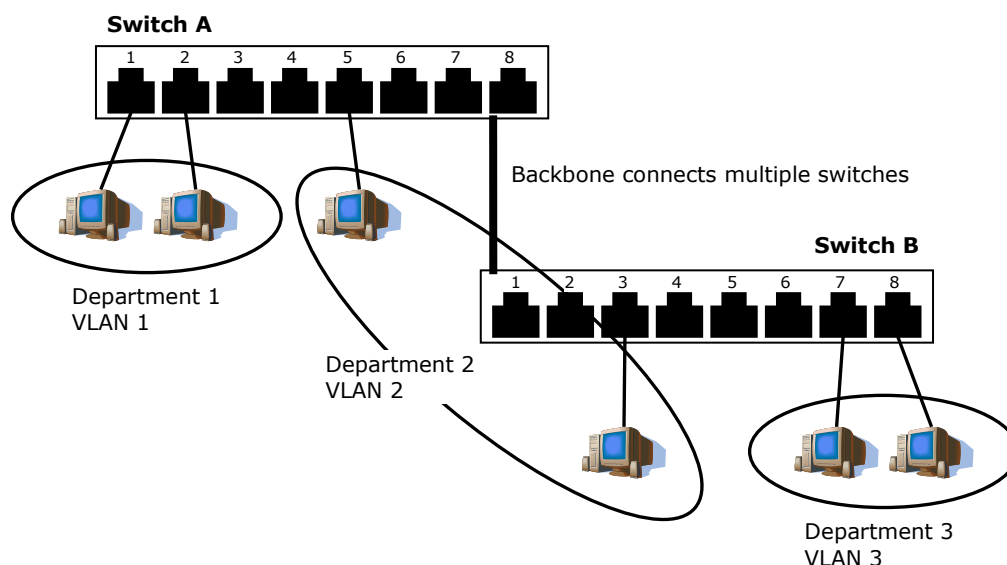 Switch A
1 2 3 4 5 6 7 8
Backbone connects multiple switches
Switch B
1 2 3 4 5 6 7 8
Department 1
VLAN 1
Department 2
VLAN 2
Department 3
VLAN 3